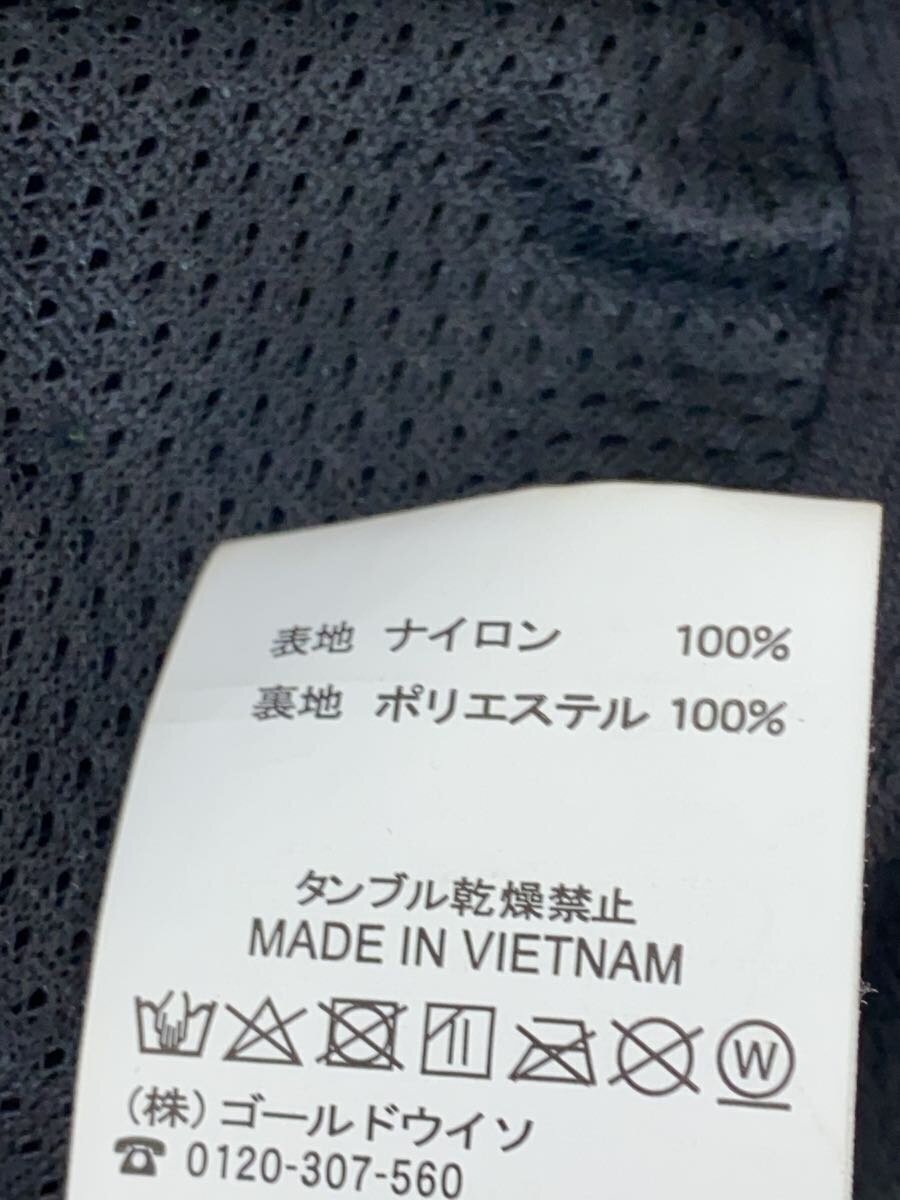 表地 ナイロン 100%
裏地 ポリエステル 100%
タンブル乾燥禁止
MADE IN VIETNAM
W
(株)ゴールドウイン
☎ 0120-307-560